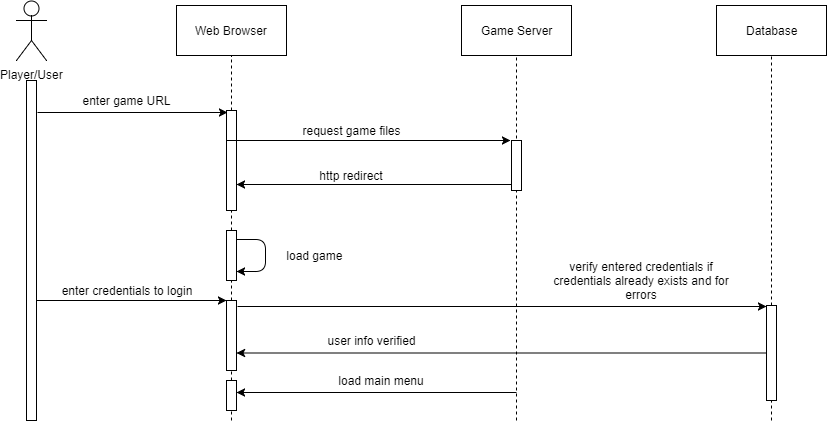 Web Browser
Game Server
Database
Player/User
enter game URL
request game files
http redirect
load game
verify entered credentials if
credentials already exists and for
errors
enter credentials to login
user info verified
load main menu